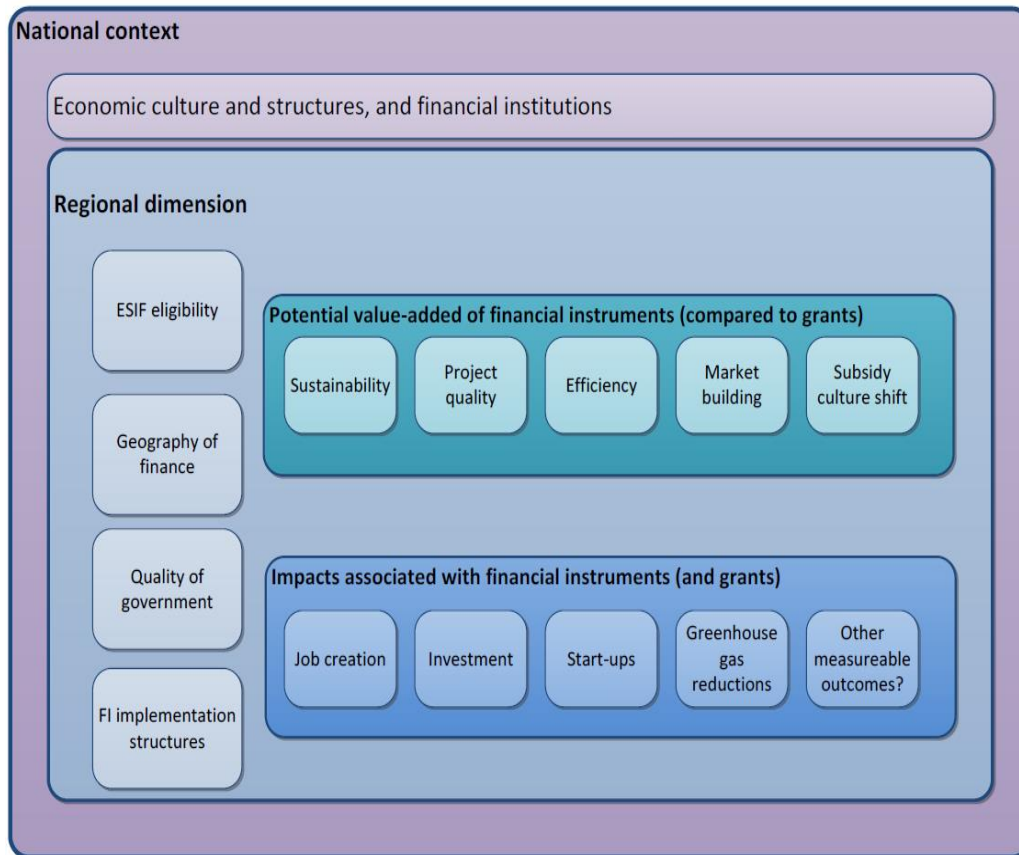 National context
Economic culture and structures, and financial institutions
Regional dimension
ESIF eligibility
Geography of
finance
Quality of
government
FI implementation
structures
Potential value-added of financial instruments (compared to grants)
Sustainability
Project
quality
Efficiency
Market
building
Subsidy
culture shift
Impacts associated with financial instruments (and grants)
Job creation
Investment
Start-ups
Greenhouse
gas
reductions
Other
measureable
outcomes?